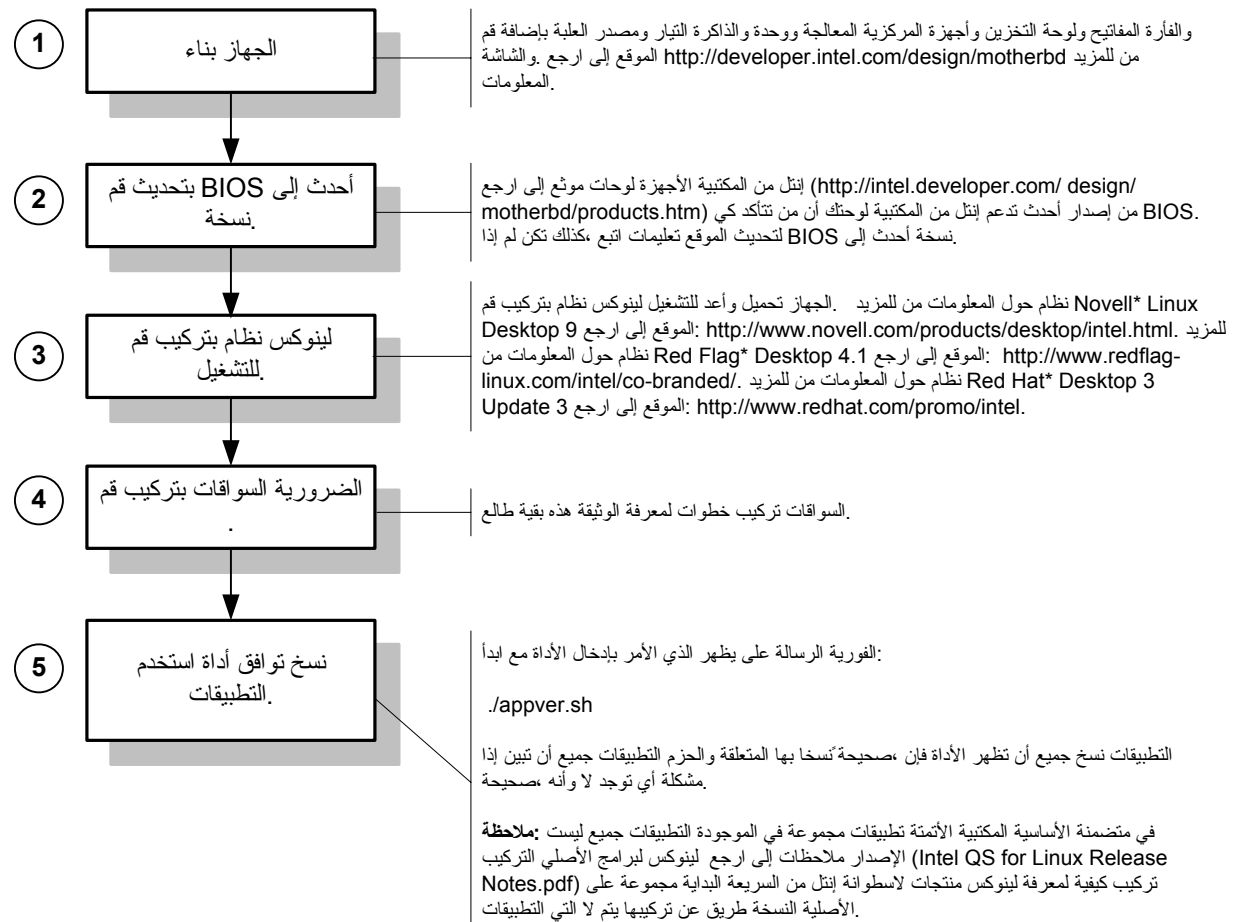 1
الجهاز بناء
والفأرة المفاتيح ولوحة التخزين وأجهزة المركزية المعالجة ووحدة والذاكرة التيار ومصدر العلبة بإضافة قم
من للمزيد http://developer.intel.com/design/motherbd الموقع إلى ارجع .والشاشة
.المعلومات
2
أحدث إلى BIOS بتحديث قم
.نسخة
إنتل من المكتبية الأجهزة لوحات موثع إلى ارجع (http://intel.developer.com/ design/
motherbd/products.htm) من إصدار أحدث تدعم إنتل من المكتبية لوحتك أن من تتأكد كي BIOS.
.نسخة أحدث إلى BIOS لتحديث الموقع تعليمات اتبع ،كذلك تكن لم إذا
3
لينوكس نظام بتركيب قم
.للتشغيل
نظام حول المعلومات من للمزيد .الجهاز تحميل وأعد للتشغيل لينوكس نظام بتركيب قم Novell* Linux
Desktop 9 الموقع إلى ارجع: http://www.novell.com/products/desktop/intel.html. للمزيد
نظام حول المعلومات من Red Flag* Desktop 4.1 الموقع إلى ارجع: http://www.redflag-
linux.com/intel/co-branded/. نظام حول المعلومات من للمزيد Red Hat* Desktop 3
Update 3 الموقع إلى ارجع: http://www.redhat.com/promo/intel.
4
الضرورية السواقات بتركيب قم
.
.السواقات تركيب خطوات لمعرفة الوثيقة هذه بقية طالع
5
نسخ توافق أداة استخدم
.التطبيقات
:الفورية الرسالة على يظهر الذي الأمر بإدخال الأداة مع ابدأ
./appver.sh
التطبيقات نسخ جميع أن تظهر الأداة فإن ،صحيحة ًنسخا بها المتعلقة والحزم التطبيقات جميع أن تبين إذا
.مشكلة أي توجد لا وأنه ،صحيحة
في متضمنة الأساسية المكتبية الأتمتة تطبيقات مجموعة في الموجودة التطبيقات جميع ليست :ملاحظة
الإصدار ملاحظات إلى ارجع لينوكس لبرامج الأصلي التركيب (Intel QS for Linux Release
Notes.pdf) تركيب كيفية لمعرفة لينوكس منتجات لاسطوانة إنتل من السريعة البداية مجموعة على
.الأصلية النسخة طريق عن تركيبها يتم لا التي التطبيقات